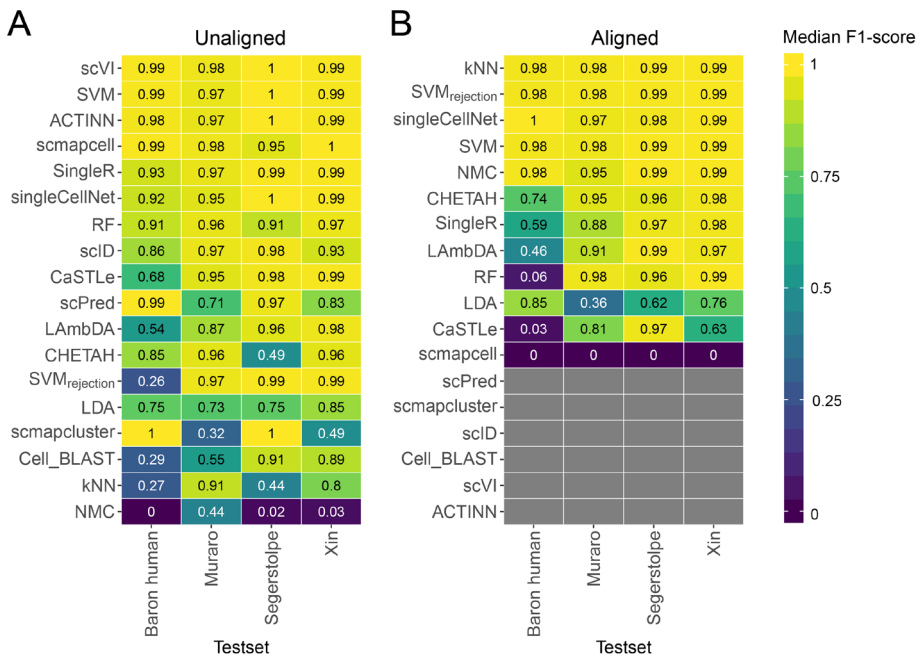 A
B
Unaligned
Aligned
Median F1-score
scVI 0.99 0.98 1 0.99
SVM 0.99 0.97 1 0.99
ACTINN 0.98 0.97 1 0.99
scmapcell 0.99 0.98 0.95 1
SingleR 0.93 0.97 0.99 0.99
singleCellNet 0.92 0.95 1 0.99
RF 0.91 0.96 0.91 0.97
scID 0.86 0.97 0.98 0.93
CaSTLe 0.68 0.95 0.98 0.99
scPred 0.99 0.71 0.97 0.83
LAmbDA 0.54 0.87 0.96 0.98
CHETAH 0.85 0.96 0.49 0.96
SVMrejection 0.26 0.97 0.99 0.99
LDA 0.75 0.73 0.75 0.85
scmapcluster 1 0.32 1 0.49
Cell_BLAST 0.29 0.55 0.91 0.89
kNN 0.27 0.91 0.44 0.8
NMC 0 0.44 0.02 0.03
Baron human
Muraro
Segerstolpe
Xin
Testset
kNN 0.98 0.98 0.99 0.99
SVMrejection 0.98 0.98 0.99 0.99
singleCellNet 1 0.97 0.98 0.99
SVM 0.98 0.98 0.99 0.99
NMC 0.98 0.95 0.99 0.99
CHETAH 0.74 0.95 0.96 0.98
SingleR 0.59 0.88 0.97 0.98
LAmbDA 0.46 0.91 0.99 0.97
RF 0.06 0.98 0.96 0.99
LDA 0.85 0.36 0.62 0.76
CaSTLe 0.03 0.81 0.97 0.63
scmapcell 0 0 0 0
scPred
scmapcluster
scID
Cell_BLAST
scVI
ACTINN
Baron human
Muraro
Segerstolpe
Xin
Testset
1
0.75
0.5
0.25
0